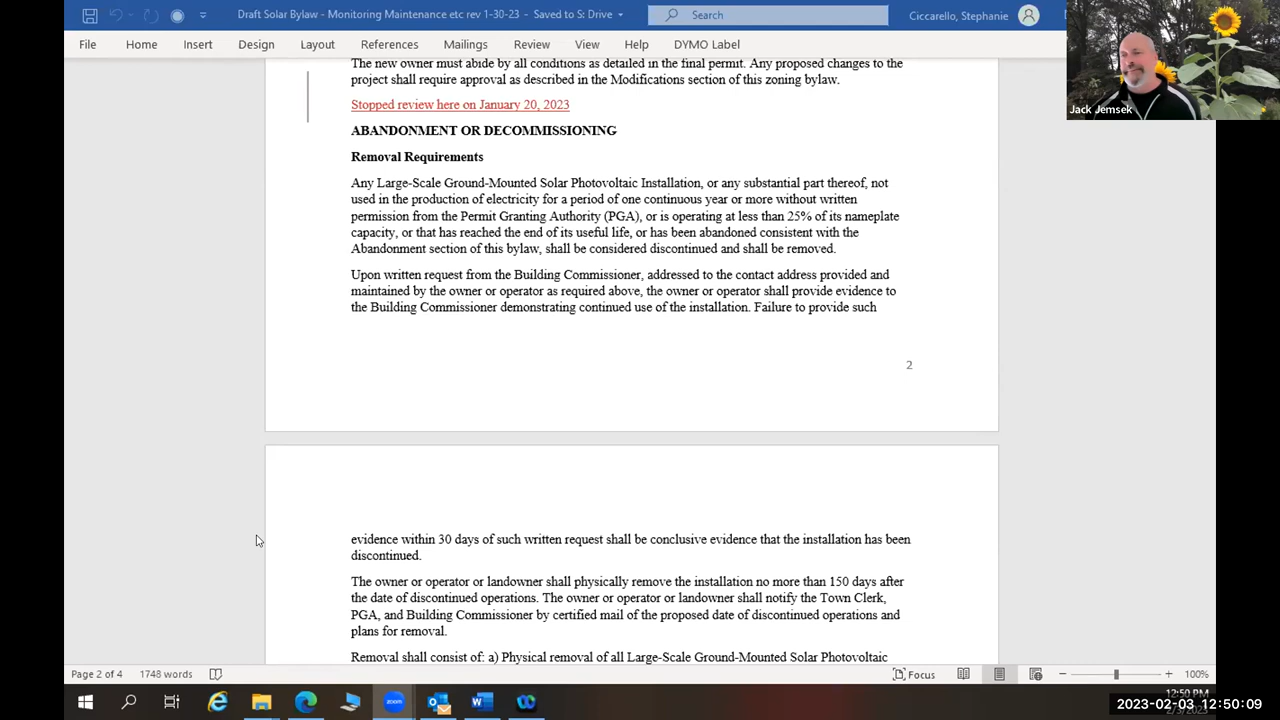 Draft Solar Bylaw - Monitoring Maintenance etc rev 1-30-23 - Saved to S: Drive
Search
Ciccarello, Stephanie
File Home Insert Design Layout References Mailings Review View Help DYMO Label
Jack Jemsek
The new owner must abide by all conditions as detailed in the final permit. Any proposed changes to the
project shall require approval as described in the Modifications section of this zoning bylaw.
Stopped review here on January 20, 2023
ABANDONMENT OR DECOMMISSIONING
Removal Requirements
Any Large-Scale Ground-Mounted Solar Photovoltaic Installation, or any substantial part thereof, not
used in the production of electricity for a period of one continuous year or more without written
permission from the Permit Granting Authority (PGA), or is operating at less than 25% of its nameplate
capacity, or that has reached the end of its useful life, or has been abandoned consistent with the
Abandonment section of this bylaw, shall be considered discontinued and shall be removed.
Upon written request from the Building Commissioner, addressed to the contact address provided and
maintained by the owner or operator as required above, the owner or operator shall provide evidence to
the Building Commissioner demonstrating continued use of the installation. Failure to provide such
2
evidence within 30 days of such written request shall be conclusive evidence that the installation has been
discontinued.
The owner or operator or landowner shall physically remove the installation no more than 150 days after
the date of discontinued operations. The owner or operator or landowner shall notify the Town Clerk,
PGA, and Building Commissioner by certified mail of the proposed date of discontinued operations and
plans for removal.
Removal shall consist of: a) Physical removal of all Large-Scale Ground-Mounted Solar Photovoltaic
Page 2 of 4 1748 words Focus 100%
zoom
12:50 PM
2023-02-03 12:50:09